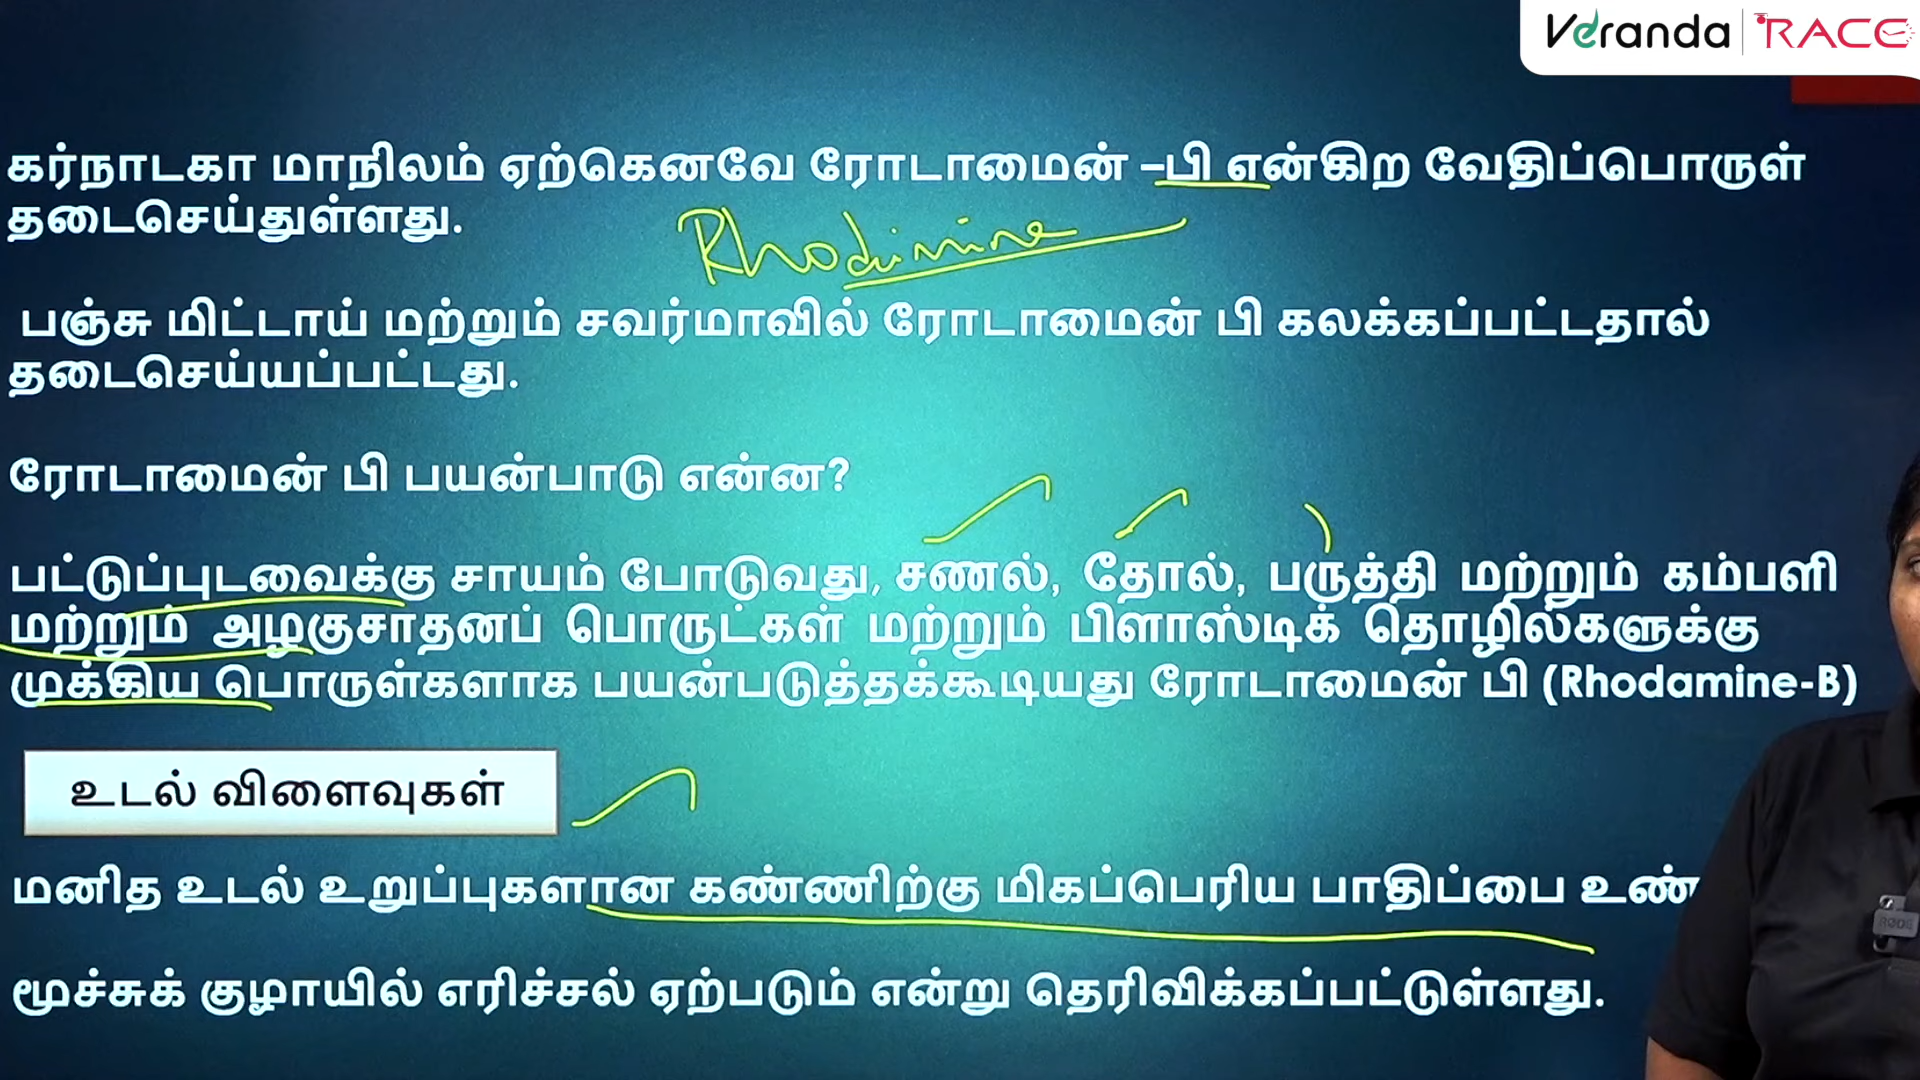 Veranda RACE
கர்நாடகா மாநிலம் ஏற்கெனவே ரோடாமைன் –பி என்கிற வேதிப்பொருள்
தடைசெய்துள்ளது.
Rhodamine
பஞ்சு மிட்டாய் மற்றும் சவர்மாவில் ரோடாமைன் பி கலக்கப்பட்டதால்
தடைசெய்யப்பட்டது.
ரோடாமைன் பி பயன்பாடு என்ன?
பட்டுப்புடவைக்கு சாயம் போடுவது, சணல், தோல், பருத்தி மற்றும் கம்பளி
மற்றும் அழகுசாதனப் பொருட்கள் மற்றும் பிளாஸ்டிக் தொழில்களுக்கு
முக்கிய பொருள்களாக பயன்படுத்தக்கூடியது ரோடாமைன் பி (Rhodamine-B)
உடல் விளைவுகள்
மனித உடல் உறுப்புகளான கண்ணிற்கு மிகப்பெரிய பாதிப்பை
மூச்சுக் குழாயில் எரிச்சல் ஏற்படும் என்று தெரிவிக்கப்பட்டுள்ளது.